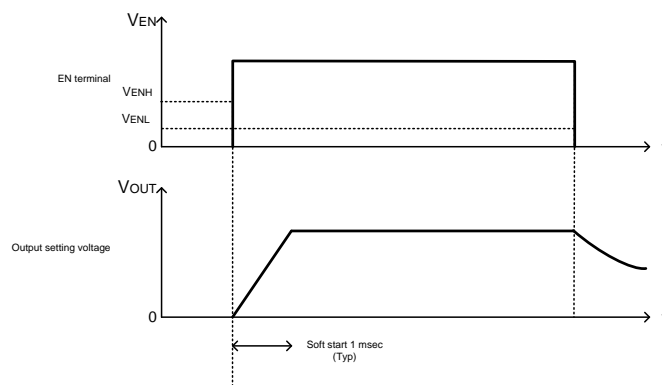 VEN
EN terminal
VENH
VENL
0
VOUT
Output setting voltage
0
Soft start 1 msec
(Typ)